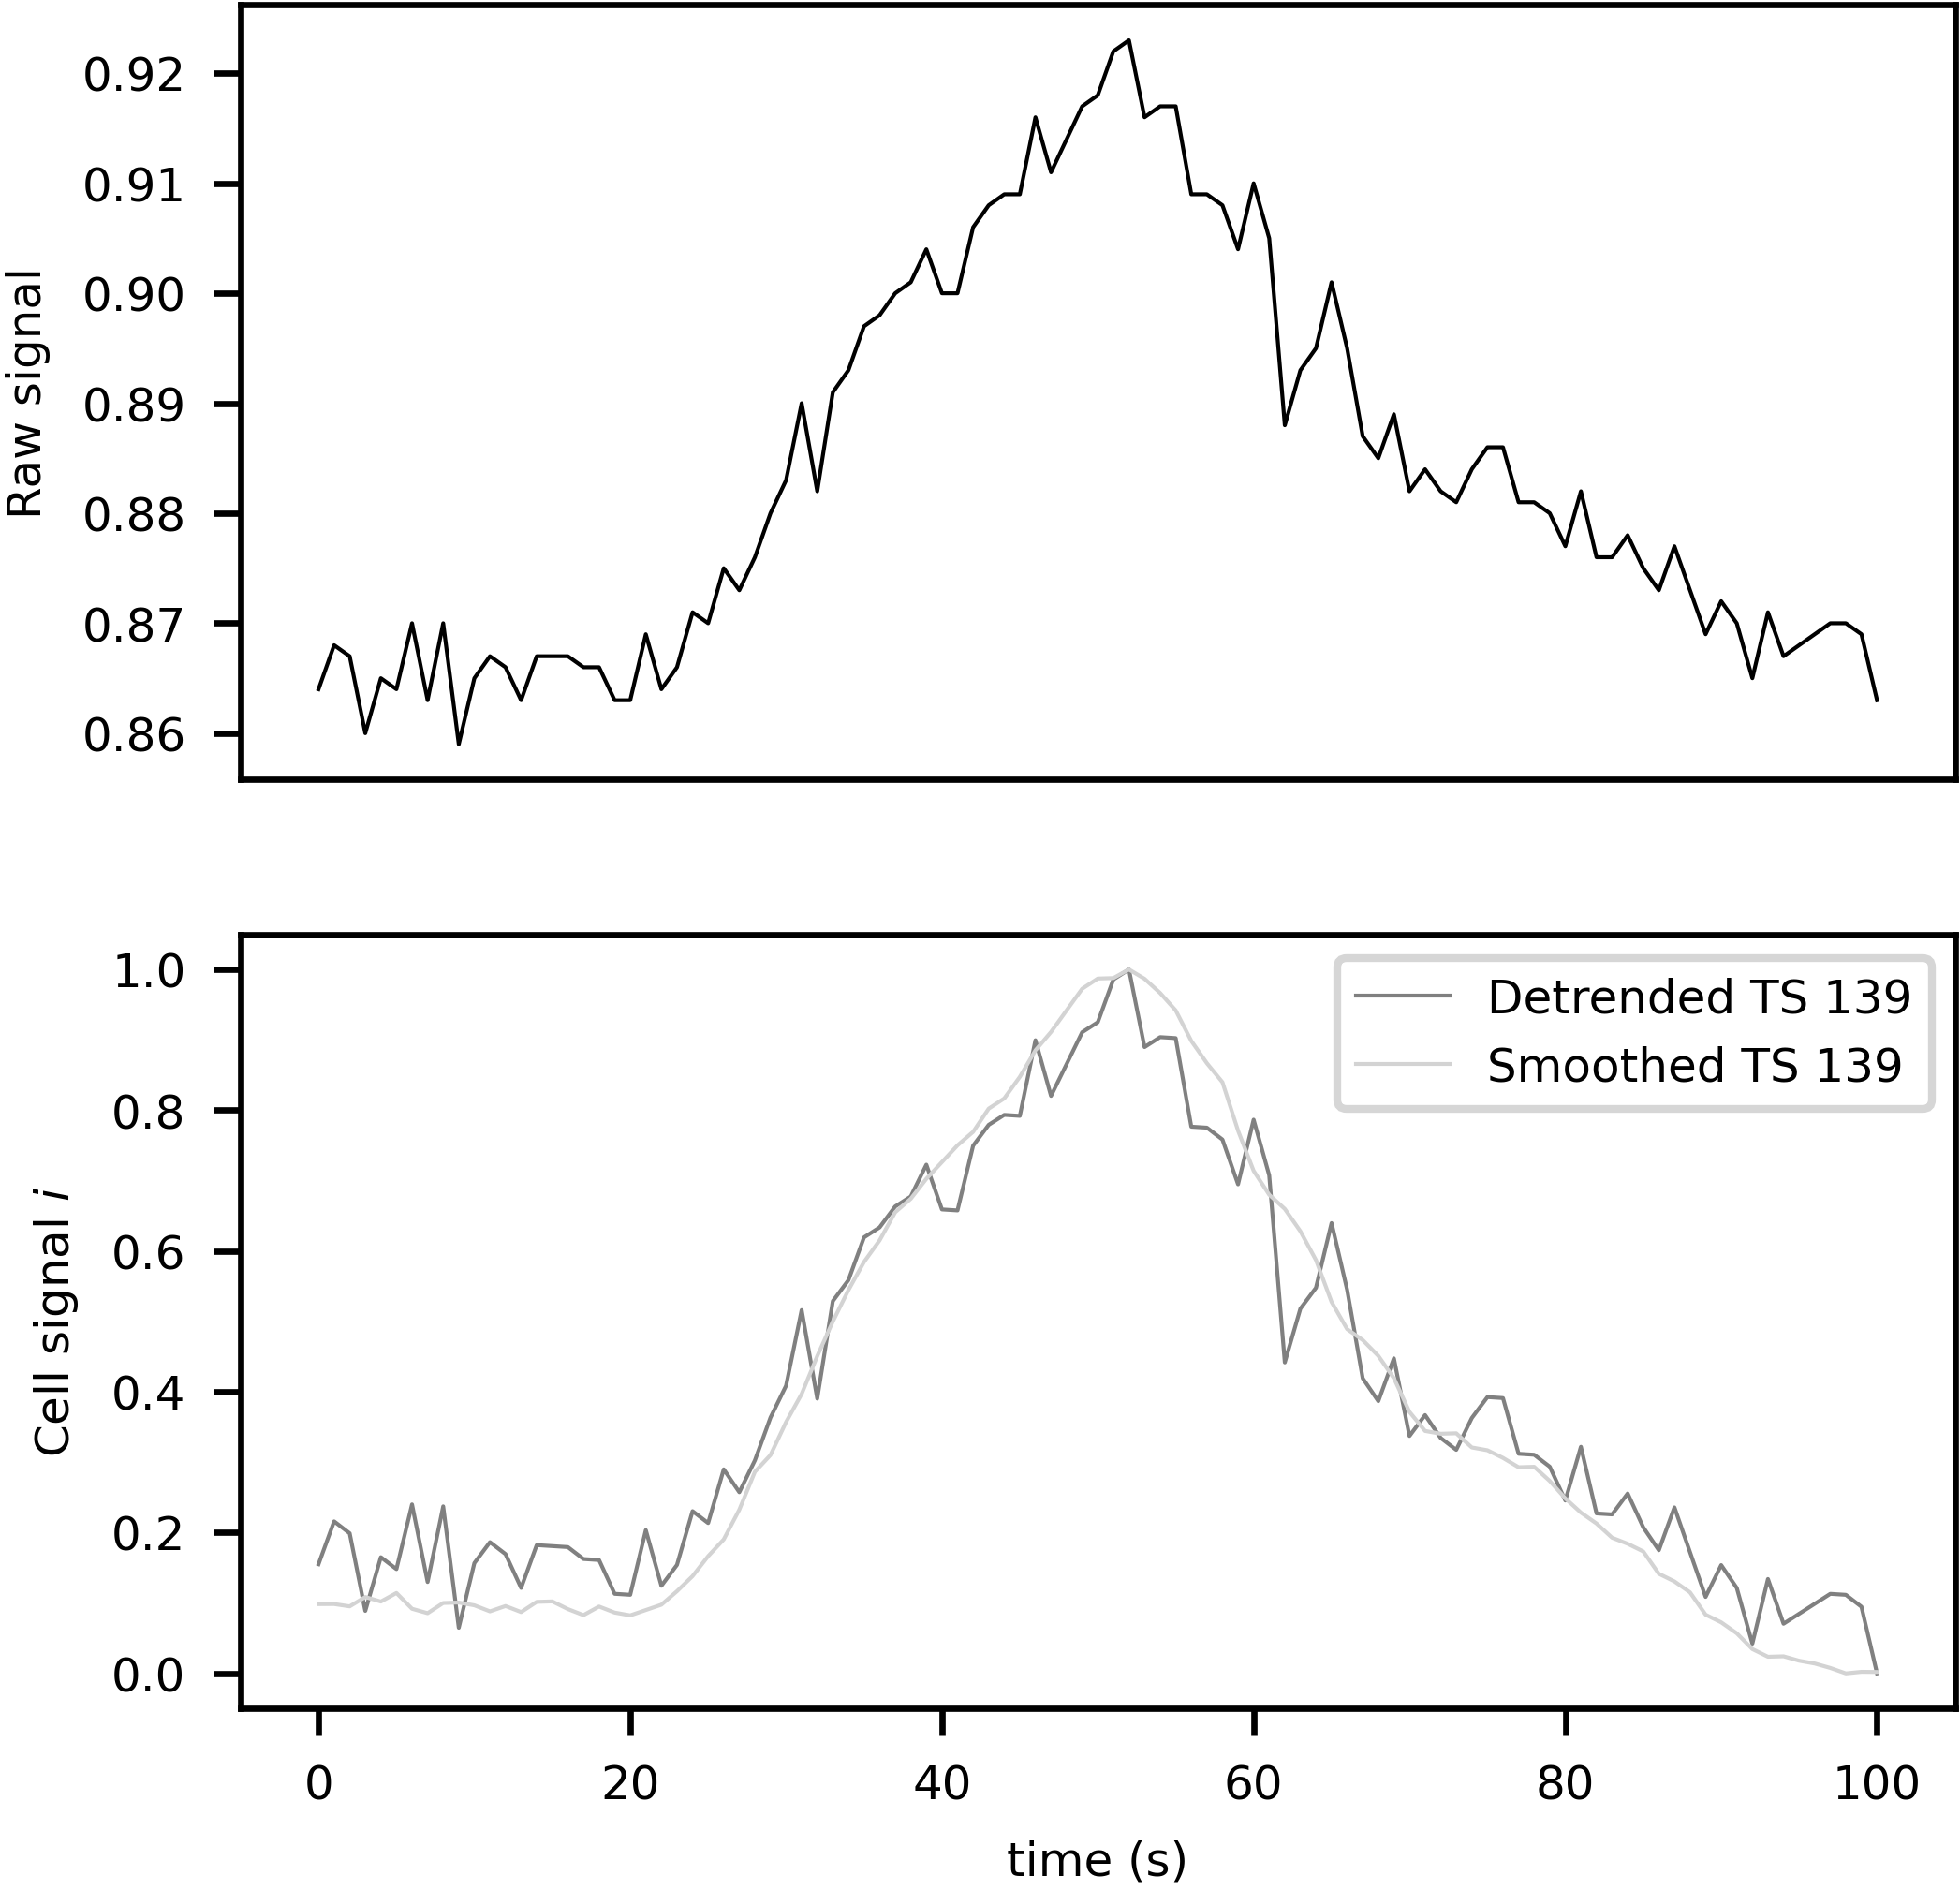 Raw signal
0.92
0.91
0.90
0.89
0.88
0.87
0.86
Cell signal i
1.0
0.8
0.6
0.4
0.2
0.0
Detrended TS 139
Smoothed TS 139
0 20 40 60 80 100
time (s)